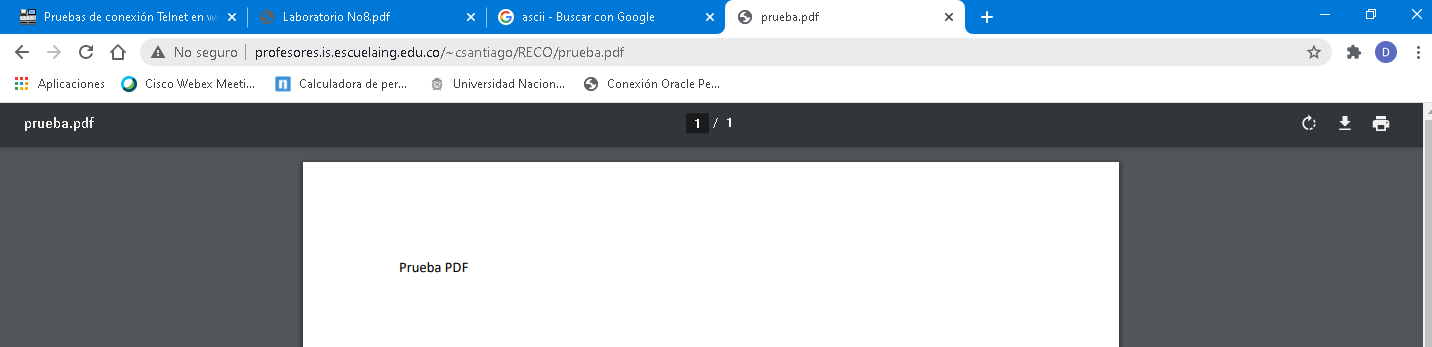 Pruebas de conexión Telnet en w
Laboratorio No8.pdf
ascii - Buscar con Google
prueba.pdf
No seguro
profesores.is.escuelaing.edu.co/~csantiago/RECO/prueba.pdf
D
Aplicaciones
Cisco Webex Meeti...
Calculadora de per...
Universidad Nacion...
Conexión Oracle Pe...
prueba.pdf
1 / 1
Prueba PDF